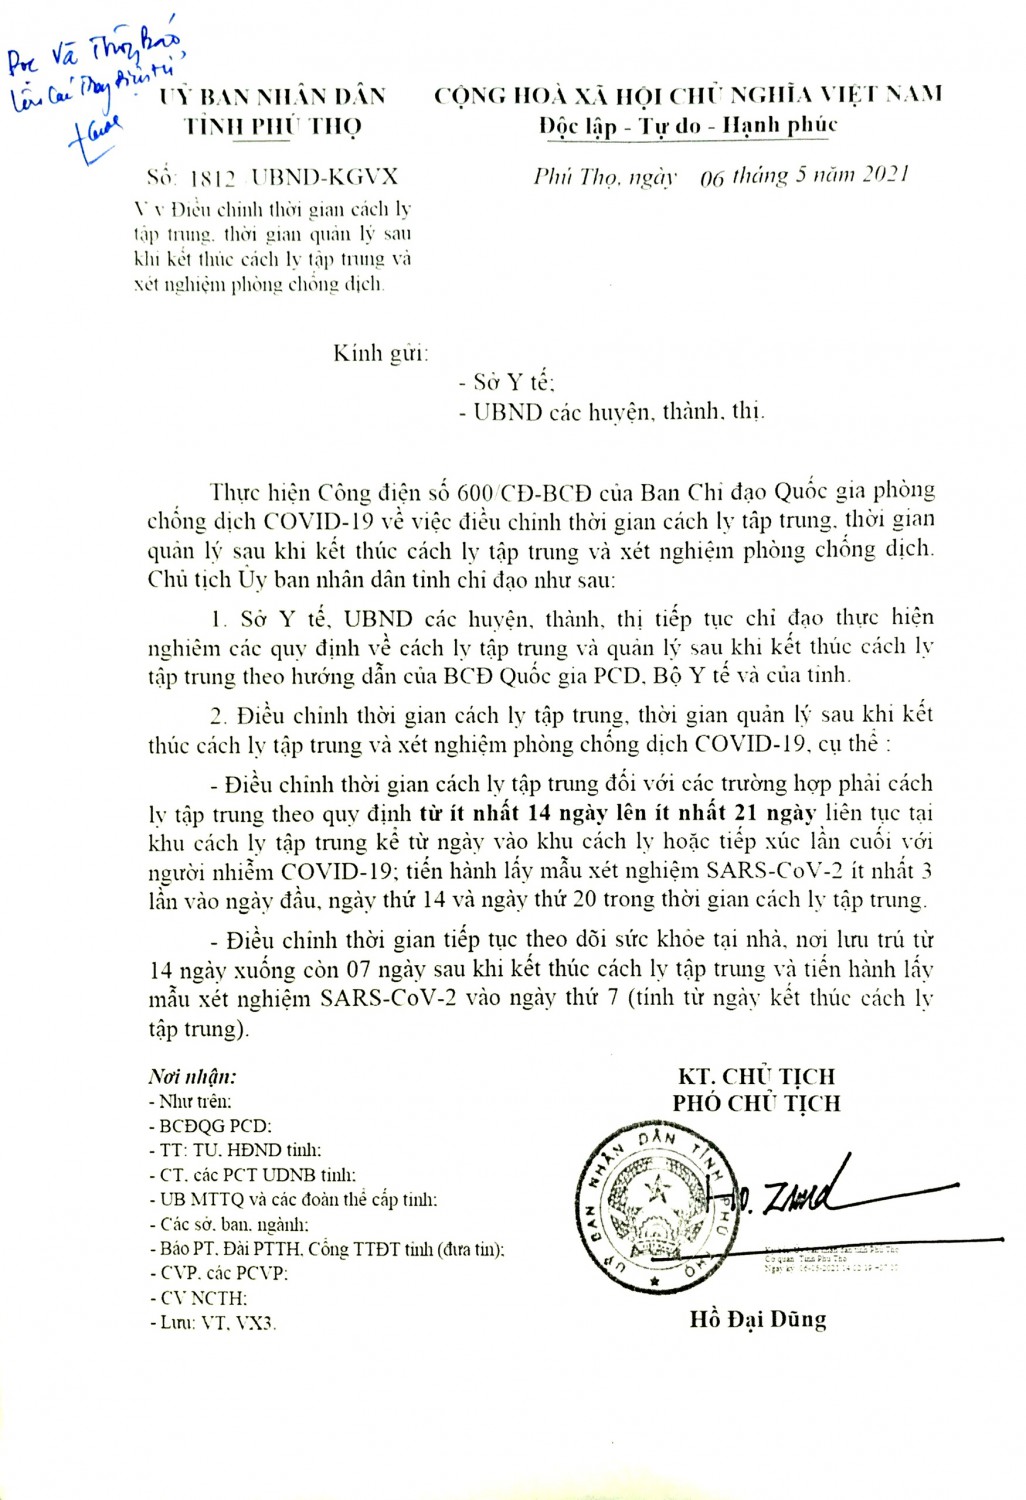 Và Thông Báo
Lên
UỶ BAN NHÂN DÂN
TỈNH PHÚ THỌ
CỘNG HOÀ XÃ HỘI CHỦ NGHĨA VIỆT NAM
Độc lập - Tự do - Hạnh phúc
Số: 1812 UBND-KGVX
Phú Thọ, ngày 06 tháng 5 năm 2021
V v Điều chỉnh thời gian cách ly
tập trung, thời gian quản lý sau
khi kết thúc cách ly tập trung và
xét nghiệm phòng chống dịch.
Kính gửi:
- Sở Y tế;
- UBND các huyện, thành, thị.
Thực hiện Công điện số 600/CĐ-BCĐ của Ban Chỉ đạo Quốc gia phòng
chống dịch COVID-19 về việc điều chỉnh thời gian cách ly tâp trung, thời gian
quản lý sau khi kết thúc cách ly tập trung và xét nghiệm phòng chống dịch.
Chủ tịch Ủy ban nhân dân tỉnh chỉ đạo như sau:
1. Sở Y tế, UBND các huyện, thành, thị tiếp tục chỉ đạo thực hiện
nghiêm các quy định về cách ly tập trung và quản lý sau khi kết thúc cách ly
tập trung theo hướng dẫn của BCĐ Quốc gia PCD, Bộ Y tế và của tỉnh.
2. Điều chỉnh thời gian cách ly tập trung, thời gian quản lý sau khi kết
thúc cách ly tập trung và xét nghiệm phòng chống dịch COVID-19, cụ thể :
- Điều chỉnh thời gian cách ly tập trung đối với các trường hợp phải cách
ly tập trung theo quy định từ ít nhất 14 ngày lên ít nhất 21 ngày liên tục tại
khu cách ly tập trung kể từ ngày vào khu cách ly hoặc tiếp xúc lần cuối với
người nhiễm COVID-19; tiến hành lấy mẫu xét nghiệm SARS-CoV-2 ít nhất 3
lần vào ngày đầu, ngày thứ 14 và ngày thứ 20 trong thời gian cách ly tập trung.
- Điều chỉnh thời gian tiếp tục theo dõi sức khỏe tại nhà, nơi lưu trú từ
14 ngày xuống còn 07 ngày sau khi kết thúc cách ly tập trung và tiến hành lấy
mẫu xét nghiệm SARS-CoV-2 vào ngày thứ 7 (tính từ ngày kết thúc cách ly
tập trung).
Nơi nhận:
- Như trên;
- BCĐQG PCD;
- TT: TU, HĐND tỉnh;
- CT, các PCT UDNB tỉnh;
- UB MTTQ và các đoàn thể cấp tỉnh;
- Các sở, ban, ngành;
- Báo PT, Đài PTTH, Cổng TTĐT tỉnh (đưa tin);
- CVP, các PCVP;
- CV NCTH;
- Lưu: VT, VX3.
KT. CHỦ TỊCH
PHÓ CHỦ TỊCH
ỦY BAN NHÂN DÂN TỈNH PHÚ THỌ
Cơ quan: Tỉnh Phú Thọ
Hồ Đại Dũng